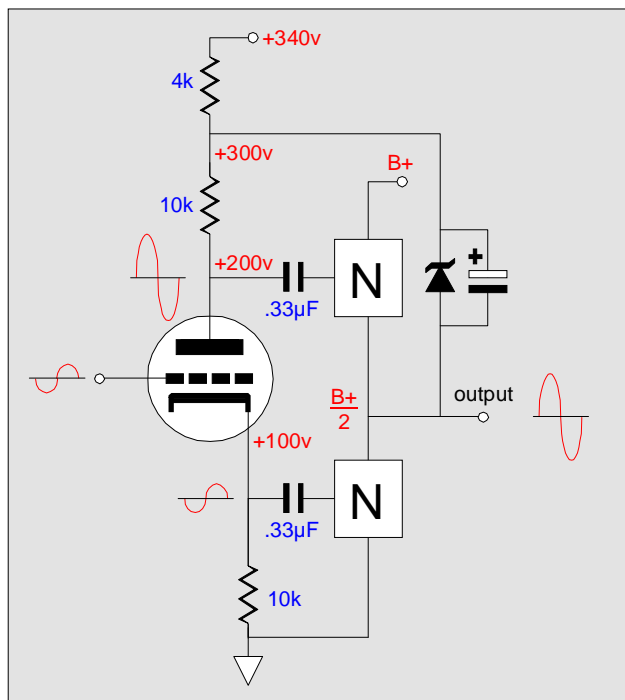 +340v
4k
+300v
B+
10k
+200v
N
.33µF
+
B+
2
output
+100v
N
.33µF
10k